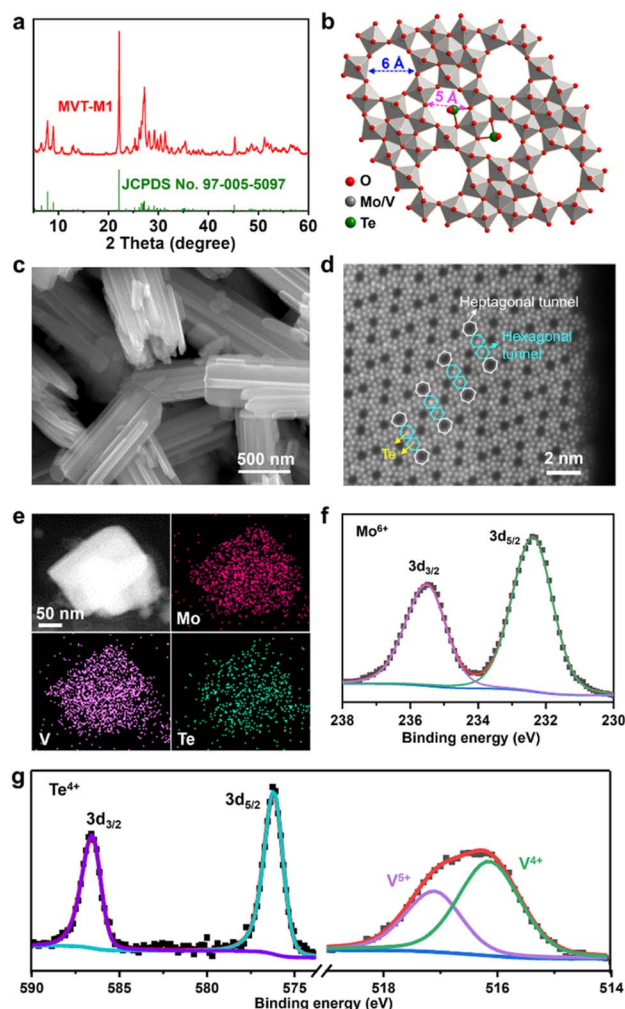 a
MVT-M1
JCPDS No. 97-005-5097
10 20 30 40 50 60
2 Theta (degree)
b
6 Å
5 Å
O
Mo/V
Te
c
500 nm
d
Heptagonal tunnel
Hexagonal
tunnel
Te
2 nm
e
50 nm
Mo
V
Te
f
Mo6+
3d3/2
3d5/2
238 236 234 232 230
Binding energy (eV)
g
Te4+
3d3/2
3d5/2
V5+
V4+
590 585 580 575 518 516 514
Binding energy (eV)